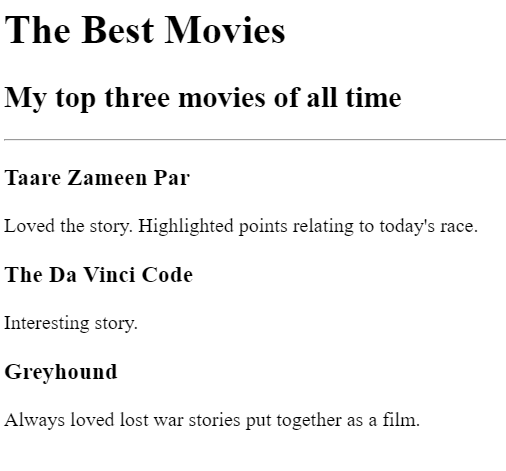 The Best Movies
My top three movies of all time
Taare Zameen Par
Loved the story. Highlighted points relating to today's race.
The Da Vinci Code
Interesting story.
Greyhound
Always loved lost war stories put together as a film.